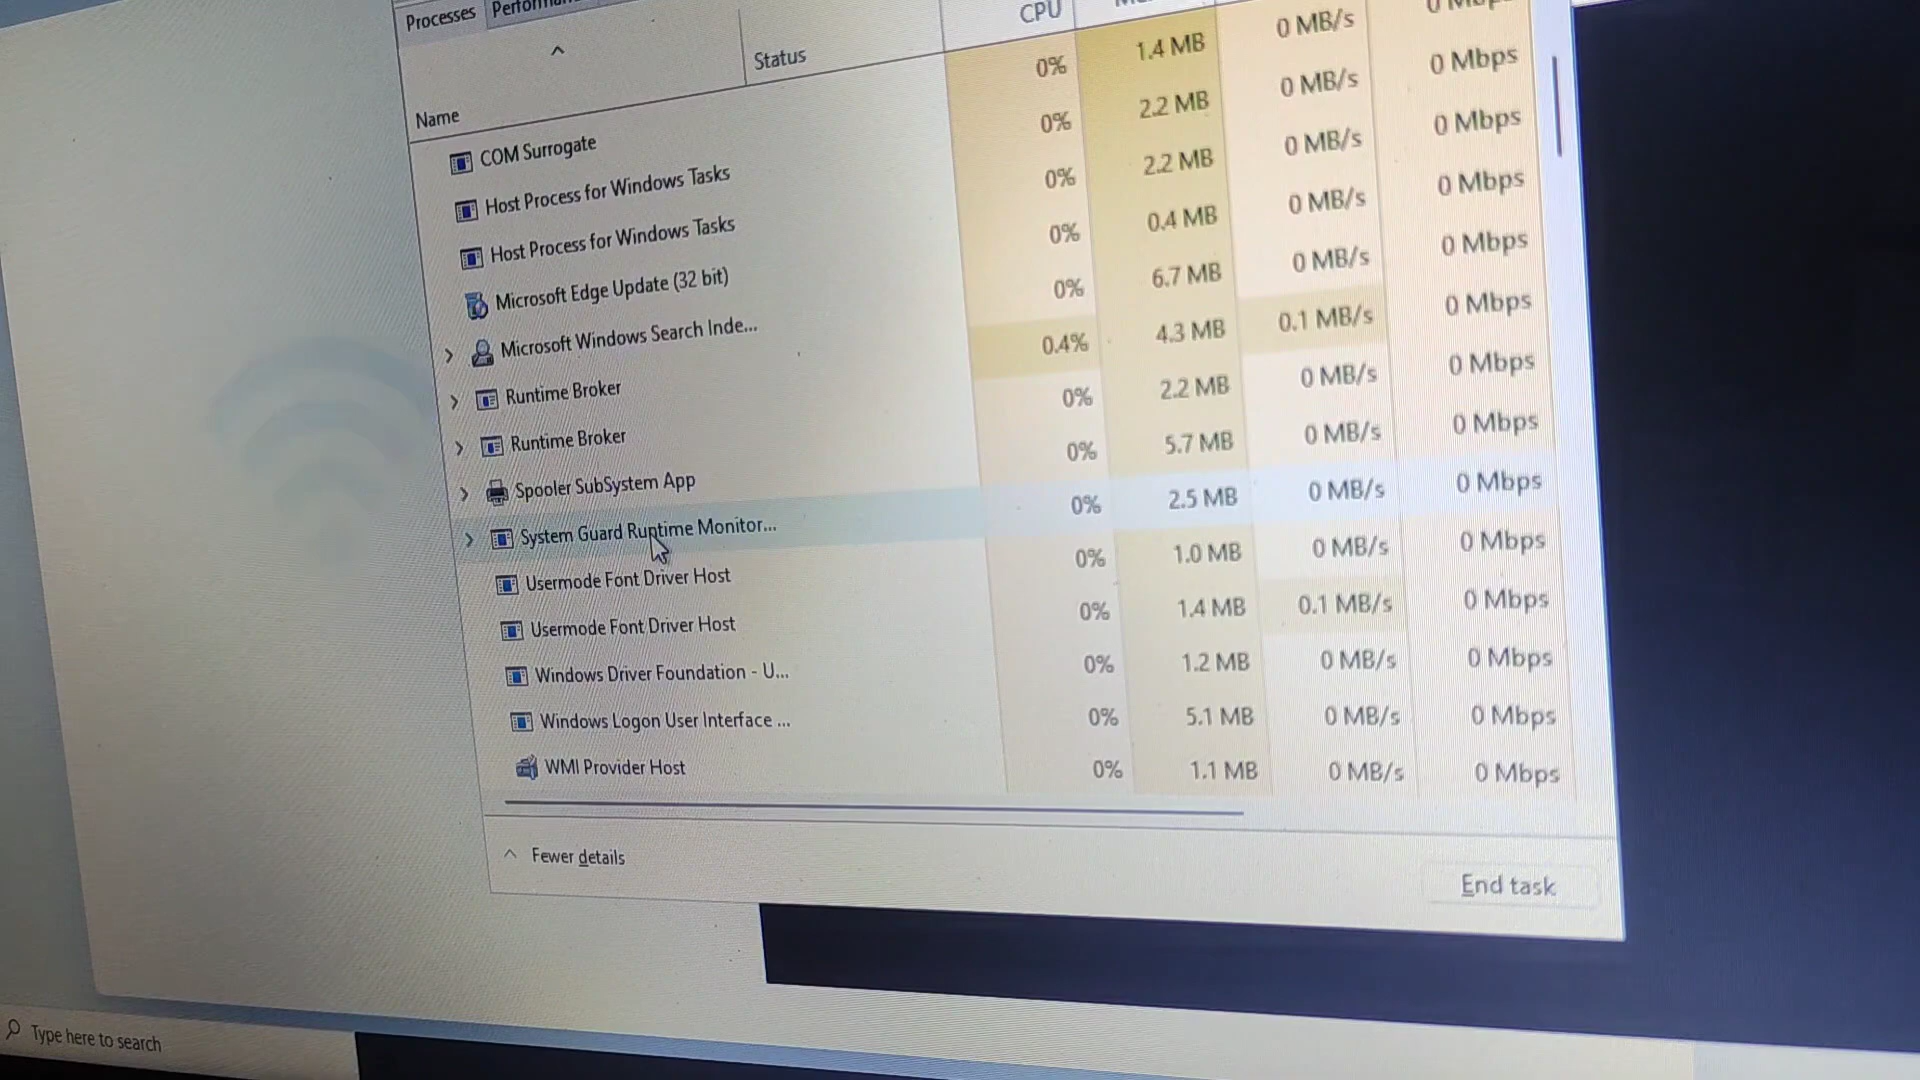 Processes
CPU
Status
Name
0% 1.4 MB 0 MB/s
COM Surrogate 0% 2.2 MB 0 MB/s 0 Mbps
Host Process for Windows Tasks 0% 2.2 MB 0 MB/s 0 Mbps
Host Process for Windows Tasks 0% 0.4 MB 0 MB/s 0 Mbps
Microsoft Edge Update (32 bit) 0% 6.7 MB 0 MB/s 0 Mbps
Microsoft Windows Search Inde... 0.4% 4.3 MB 0.1 MB/s 0 Mbps
Runtime Broker 0% 2.2 MB 0 MB/s 0 Mbps
Runtime Broker 0% 5.7 MB 0 MB/s 0 Mbps
Spooler SubSystem App 0% 2.5 MB 0 MB/s 0 Mbps
System Guard Runtime Monitor... 0% 1.0 MB 0 MB/s 0 Mbps
Usermode Font Driver Host 0% 1.4 MB 0.1 MB/s 0 Mbps
Usermode Font Driver Host 0% 1.2 MB 0 MB/s 0 Mbps
Windows Driver Foundation - U... 0% 5.1 MB 0 MB/s 0 Mbps
Windows Logon User Interface ... 0% 1.1 MB 0 MB/s 0 Mbps
WMI Provider Host
Fewer details
End task
Type here to search